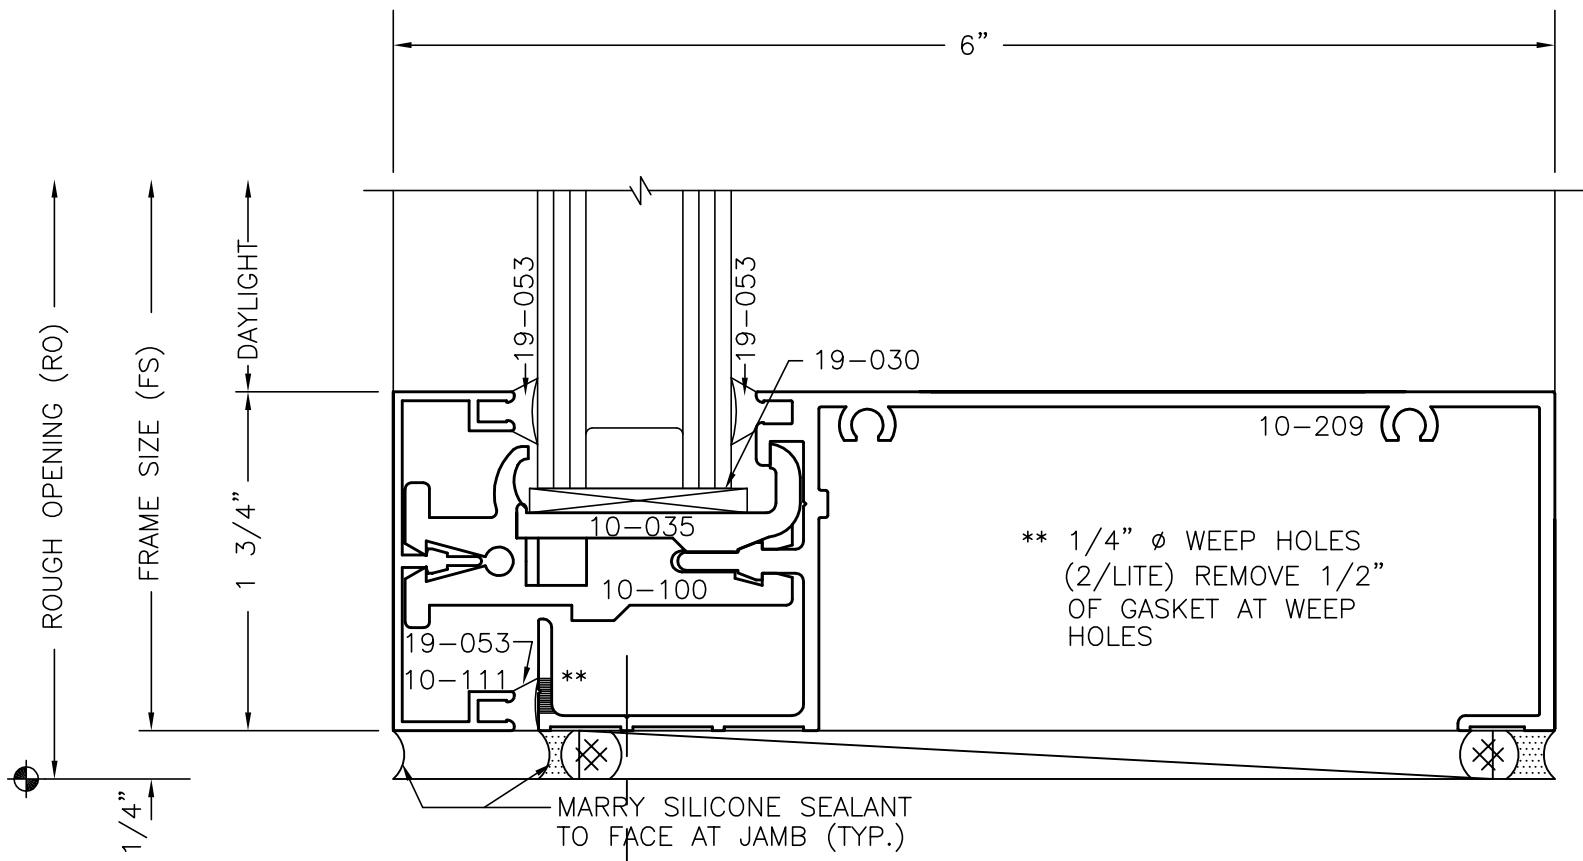 6”
19–053
19–053
19–030
DAYLIGHT
ROUGH OPENING (RO)
FRAME SIZE (FS)
1 3/4”
10–209
10–035
** 1/4” ø WEEP HOLES
(2/LITE) REMOVE 1/2”
OF GASKET AT WEEP
HOLES
10–100
19–053
10–111
**
1/4”
MARRY SILICONE SEALANT
TO FACE AT JAMB (TYP.)